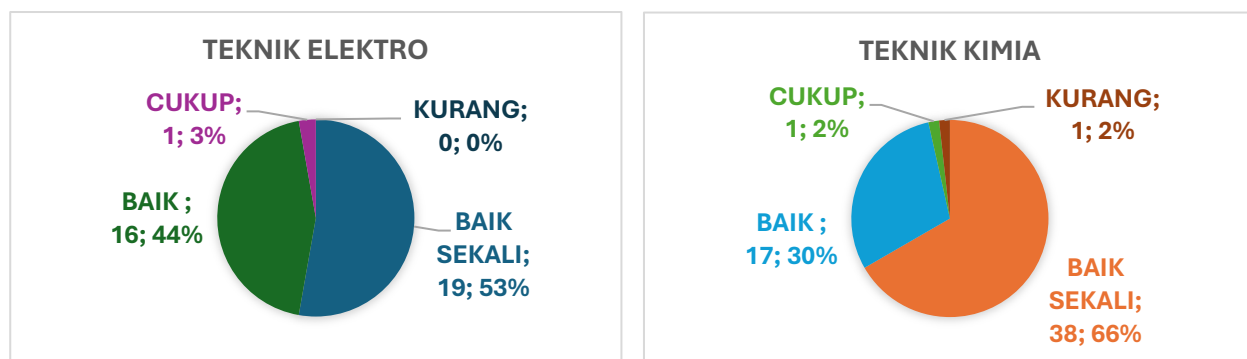 TEKNIK ELEKTRO
CUKUP;
1; 3%
KURANG;
0; 0%
BAIK ;
16; 44%
BAIK
SEKALI;
19; 53%
TEKNIK KIMIA
CUKUP;
1; 2%
KURANG;
1; 2%
BAIK ;
17; 30%
BAIK
SEKALI;
38; 66%